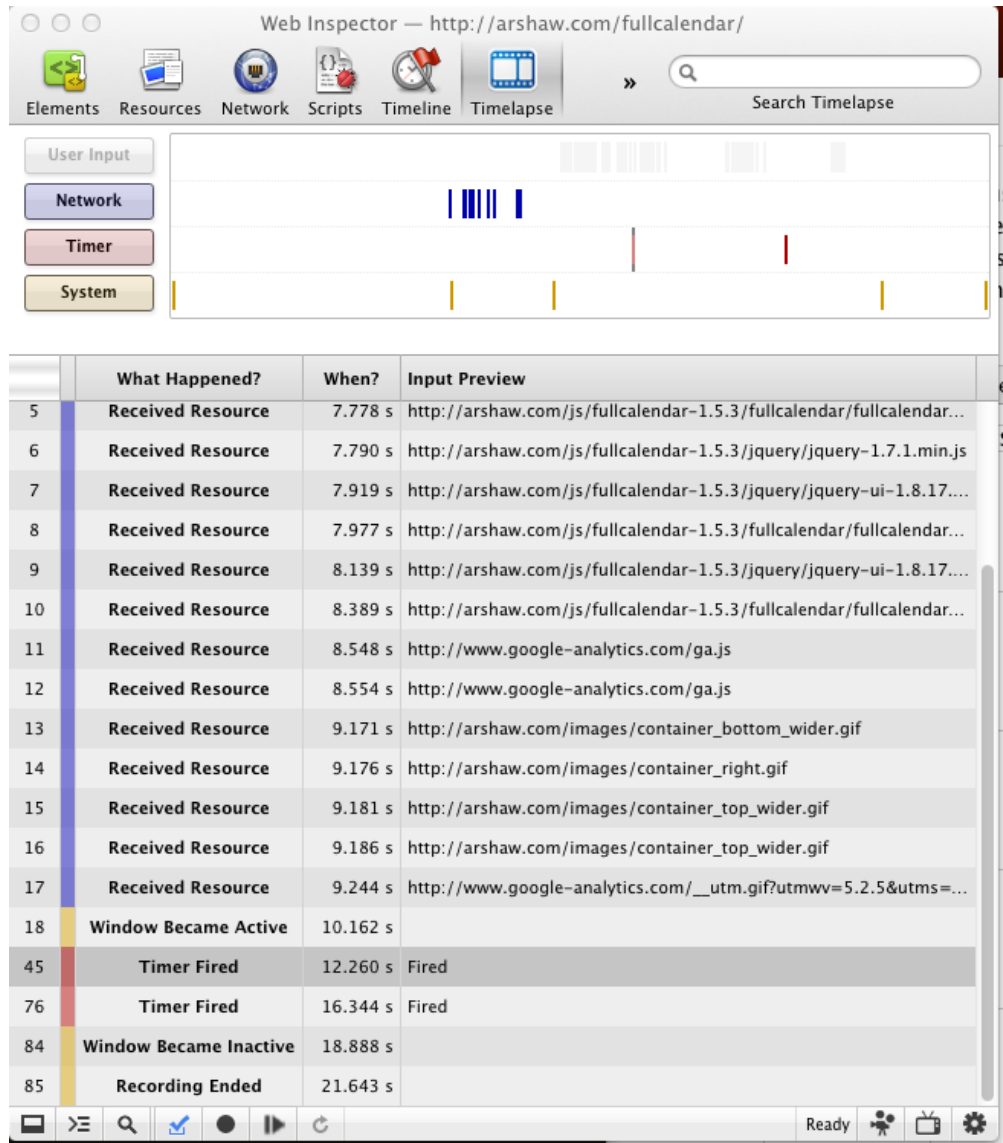 Web Inspector — http://arshaw.com/fullcalendar/
Elements Resources Network Scripts Timeline Timelapse » Search Timelapse
User Input
Network
Timer
System
What Happened? When? Input Preview
5 Received Resource 7.778 s http://arshaw.com/js/fullcalendar-1.5.3/fullcalendar/fullcalendar...
6 Received Resource 7.790 s http://arshaw.com/js/fullcalendar-1.5.3/jquery/jquery-1.7.1.min.js
7 Received Resource 7.919 s http://arshaw.com/js/fullcalendar-1.5.3/jquery/jquery-ui-1.8.17....
8 Received Resource 7.977 s http://arshaw.com/js/fullcalendar-1.5.3/fullcalendar/fullcalendar...
9 Received Resource 8.139 s http://arshaw.com/js/fullcalendar-1.5.3/jquery/jquery-ui-1.8.17....
10 Received Resource 8.389 s http://arshaw.com/js/fullcalendar-1.5.3/fullcalendar/fullcalendar...
11 Received Resource 8.548 s http://www.google-analytics.com/ga.js
12 Received Resource 8.554 s http://www.google-analytics.com/ga.js
13 Received Resource 9.171 s http://arshaw.com/images/container_bottom_wider.gif
14 Received Resource 9.176 s http://arshaw.com/images/container_right.gif
15 Received Resource 9.181 s http://arshaw.com/images/container_top_wider.gif
16 Received Resource 9.186 s http://arshaw.com/images/container_top_wider.gif
17 Received Resource 9.244 s http://www.google-analytics.com/__utm.gif?utmwv=5.2.5&utms=...
18 Window Became Active 10.162 s
45 Timer Fired 12.260 s Fired
76 Timer Fired 16.344 s Fired
84 Window Became Inactive 18.888 s
85 Recording Ended 21.643 s
Ready